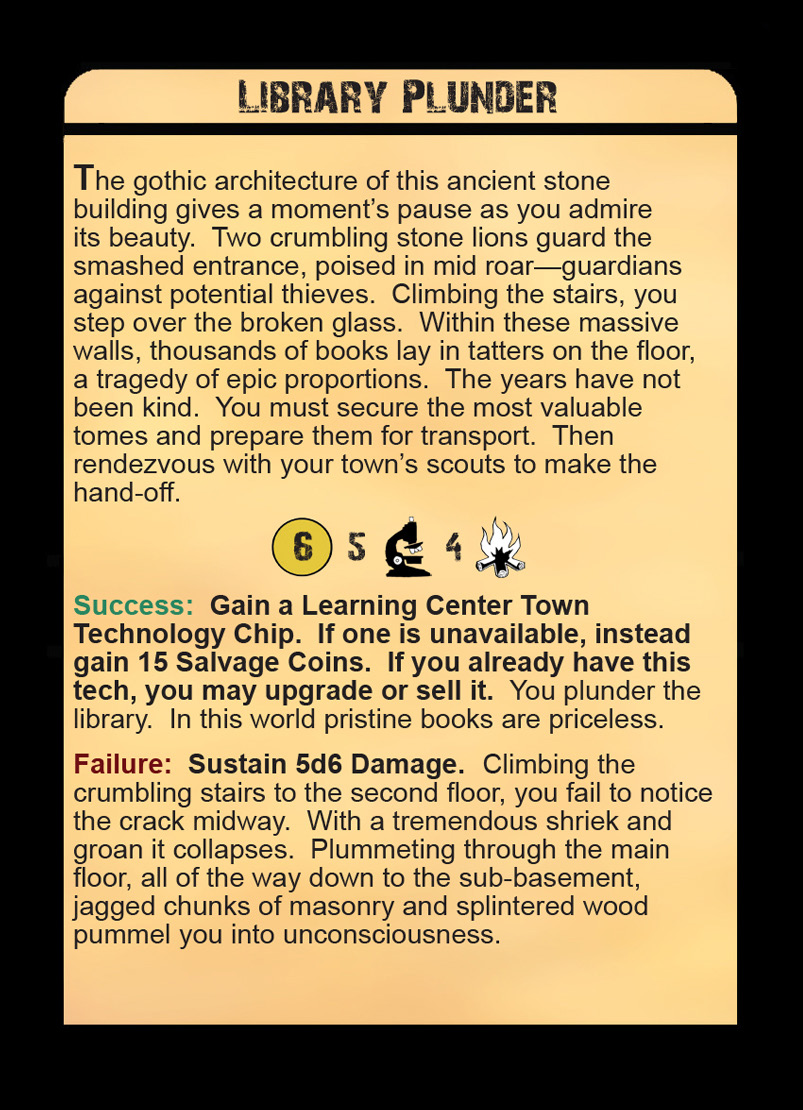 Library Plunder
The gothic architecture of this ancient stone
building gives a moment’s pause as you admire
its beauty.  Two crumbling stone lions guard the
smashed entrance, poised in mid roar—guardians
against potential thieves.  Climbing the stairs, you
step over the broken glass.  Within these massive
walls, thousands of books lay in tatters on the floor,
a tragedy of epic proportions.  The years have not
been kind.  You must secure the most valuable
tomes and prepare them for transport.  Then
rendezvous with your town’s scouts to make the
hand-off.
6 5 4
Success:  Gain a Learning Center Town
Technology Chip.  If one is unavailable, instead
gain 15 Salvage Coins.  If you already have this
tech, you may upgrade or sell it.  You plunder the
library.  In this world pristine books are priceless.
Failure:  Sustain 5d6 Damage.  Climbing the
crumbling stairs to the second floor, you fail to notice
the crack midway.  With a tremendous shriek and
groan it collapses.  Plummeting through the main
floor, all of the way down to the sub-basement,
jagged chunks of masonry and splintered wood
pummel you into unconsciousness.